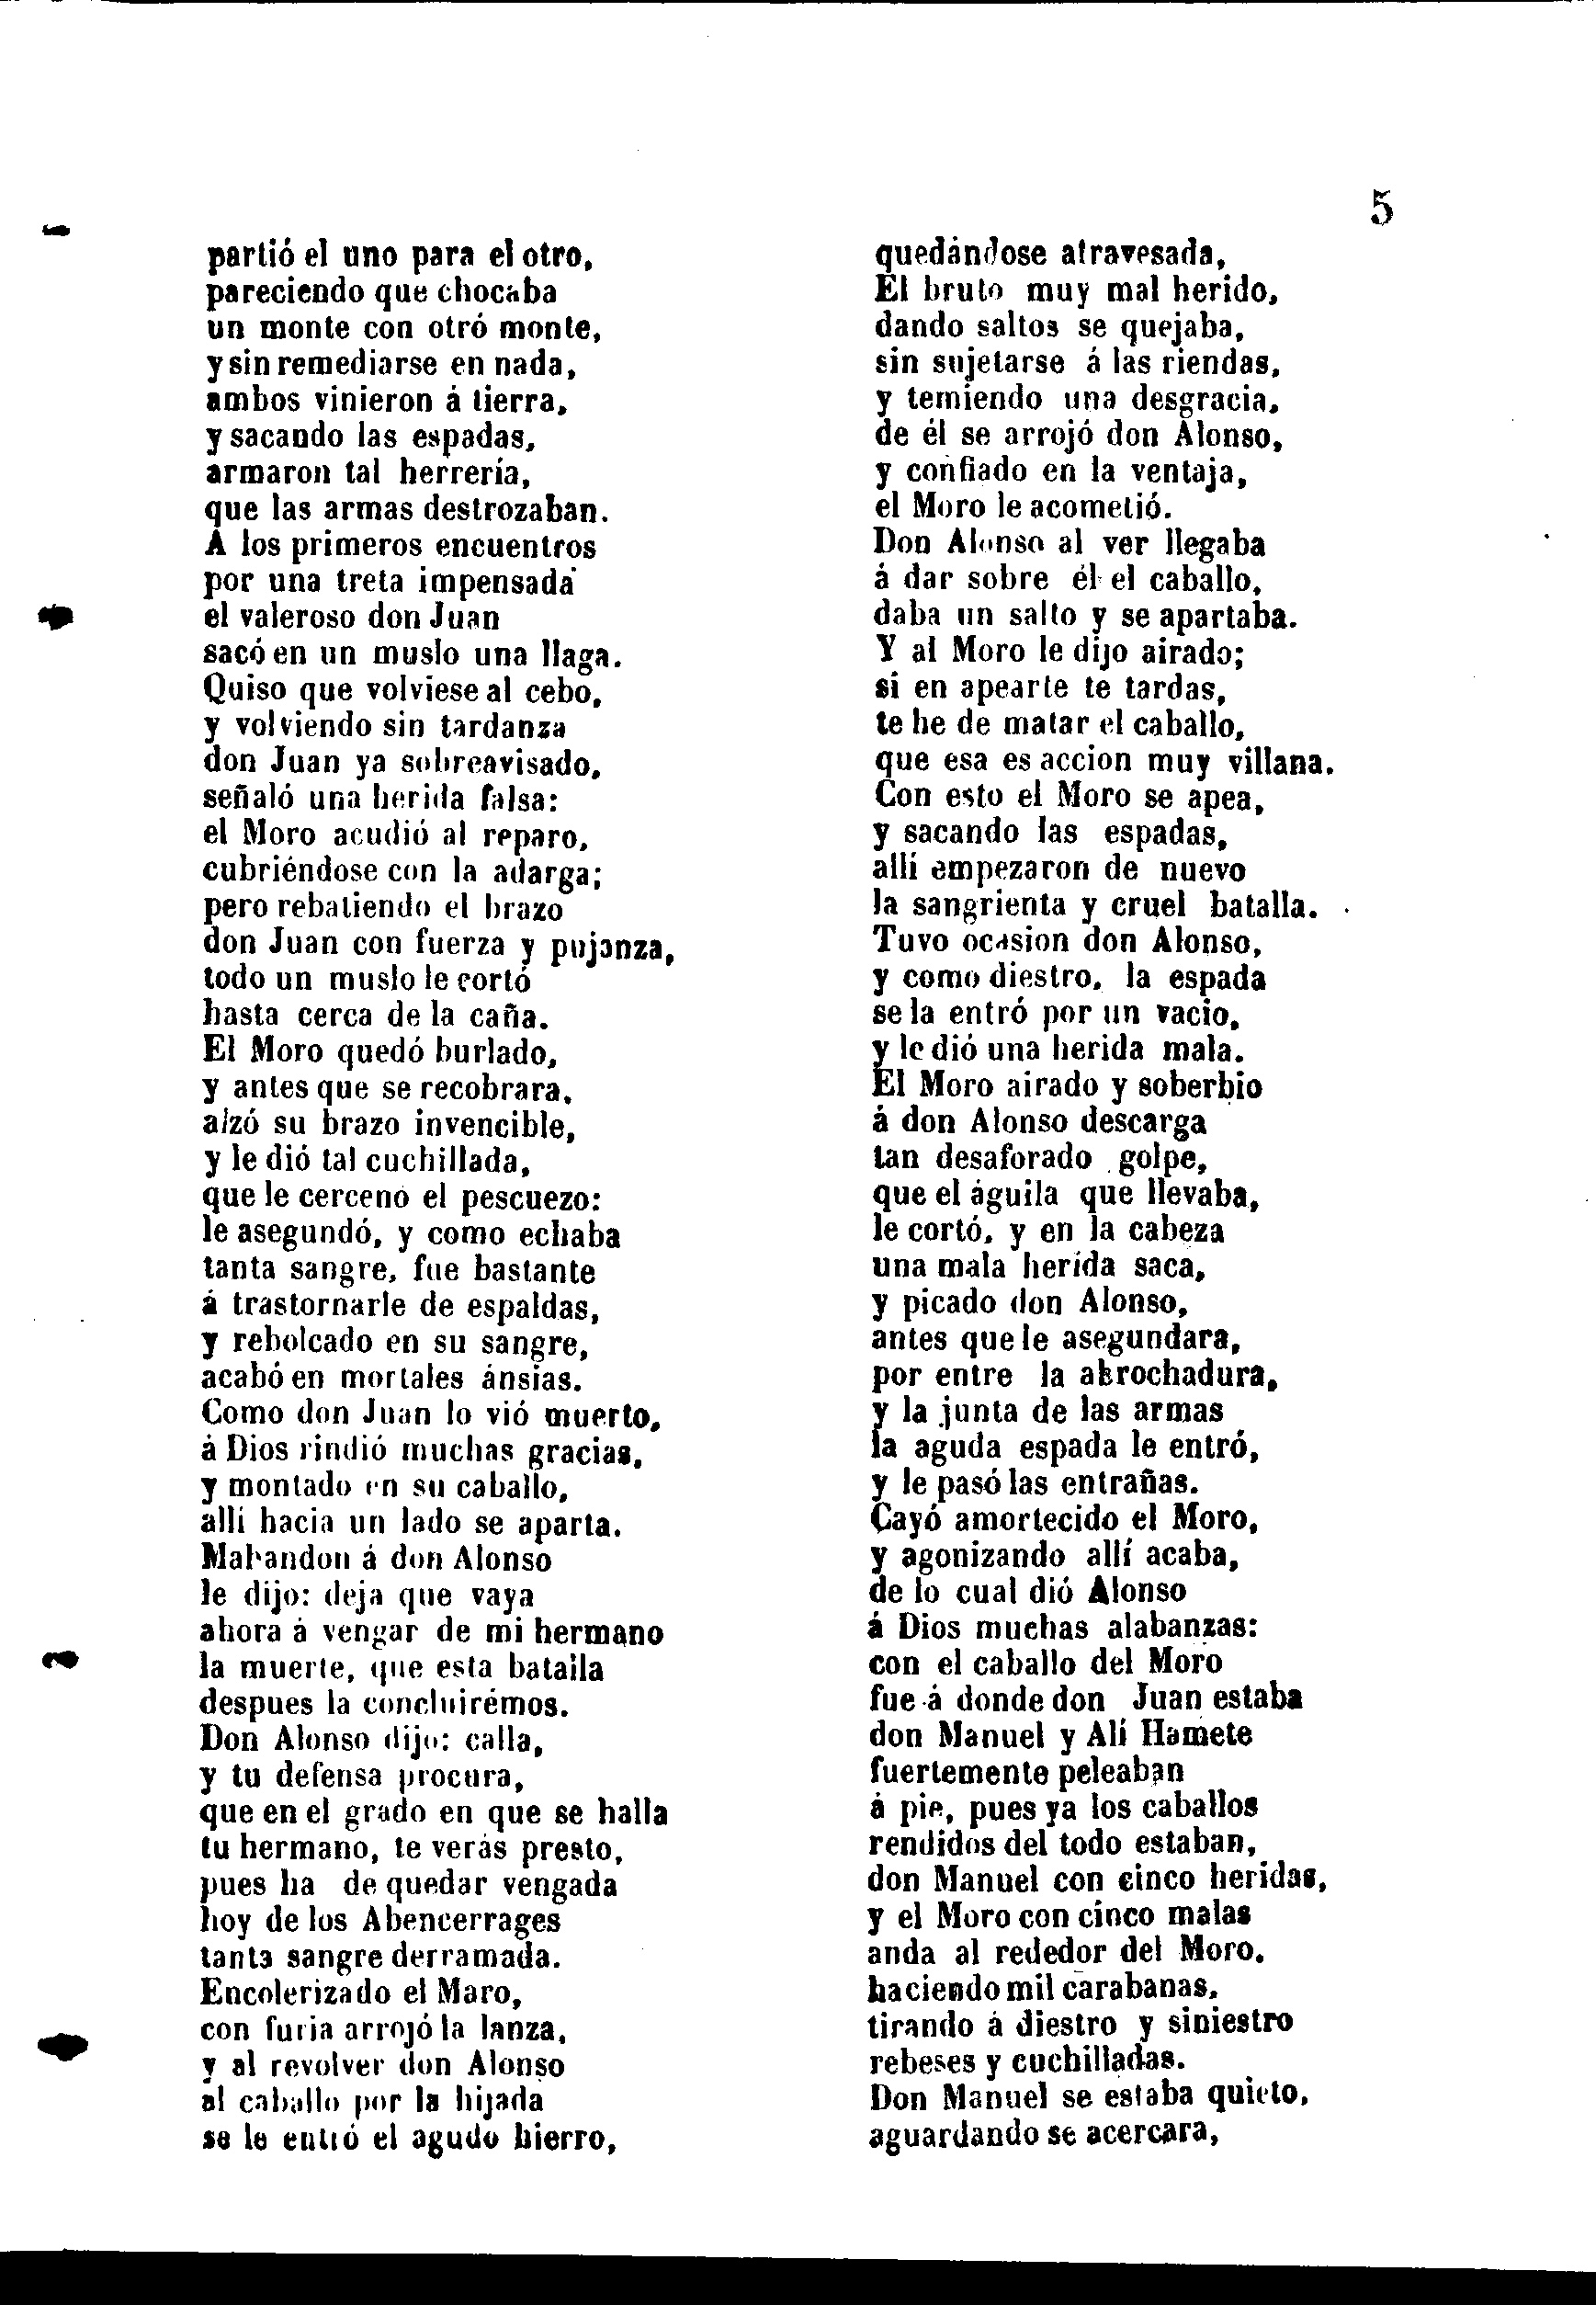 5
partió el uno para el otro,
pareciendo que chocaba
un monte con otró monte,
y sin remediarse en nada,
ambos vinieron á tierra,
y sacando las espadas,
armaron tal herrería,
que las armas destrozaban.
A los primeros encuentros
por una treta impensada
el valeroso don Juan
sacó en un muslo una llaga.
Quiso que volviese al cebo,
y volviendo sin tardanza
don Juan ya sobreavisado,
señaló una herida falsa:
el Moro acudió al reparo,
cubriéndose con la adarga;
pero rebatiendo el brazo
don Juan con fuerza y pujanza,
todo un muslo le cortó
hasta cerca de la caña.
El Moro quedó burlado,
y antes que se recobrara,
alzó su brazo invencible,
y le dió tal cuchillada,
que le cercenó el pescuezo:
le asegundó, y como echaba
tanta sangre, fue bastante
á trastornarle de espaldas,
y rebolcado en su sangre,
acabó en mortales ánsias.
Como don Juan lo vió muerto,
á Dios rindió muchas gracias,
y montado en su caballo,
allí hacia un lado se aparta.
Mahandon á don Alonso
le dijo: deja que vaya
ahora á vengar de mi hermano
la muerte, que esta batalla
despues la concluirémos.
Don Alonso dijo: calla,
y tu defensa procura,
que en el grado en que se halla
tu hermano, te verás presto,
pues ha de quedar vengada
hoy de los Abencerrages
tanta sangre derramada.
Encolerizado el Maro,
con furia arrojó la lanza,
y al revolver don Alonso
al caballo por la hijada
se le entió el agudo hierro,
quedándose atravesada,
El bruto muy mal herido,
dando saltos se quejaba,
sin sujetarse á las riendas,
y temiendo una desgracia,
de él se arrojó don Alonso,
y confiado en la ventaja,
el Moro le acometió.
Don Alonso al ver llegaba
á dar sobre él el caballo,
daba un salto y se apartaba.
Y al Moro le dijo airado;
si en apearte te tardas,
te he de matar el caballo,
que esa es accion muy villana.
Con esto el Moro se apea,
y sacando las espadas,
allí empezaron de nuevo
la sangrienta y cruel batalla.
Tuvo ocasion don Alonso,
y como diestro, la espada
se la entró por un vacio,
y le dió una herida mala.
El Moro airado y soberbio
á don Alonso descarga
tan desaforado golpe,
que el águila que llevaba,
le cortó, y en la cabeza
una mala herida saca,
y picado don Alonso,
antes que le asegundara,
por entre la abrochadura,
y la junta de las armas
la aguda espada le entró,
y le pasó las entrañas.
Cayó amortecido el Moro,
y agonizando allí acaba,
de lo cual dió Alonso
á Dios muchas alabanzas:
con el caballo del Moro
fue á donde don Juan estaba
don Manuel y Alí Hamete
fuertemente peleaban
á pie, pues ya los caballos
rendidos del todo estaban,
don Manuel con cinco heridas,
y el Moro con cinco malas
anda al rededor del Moro.
haciendo mil carabanas,
tirando á diestro y siniestro
rebeses y cuchilladas.
Don Manuel se estaba quieto,
aguardando se acercara,